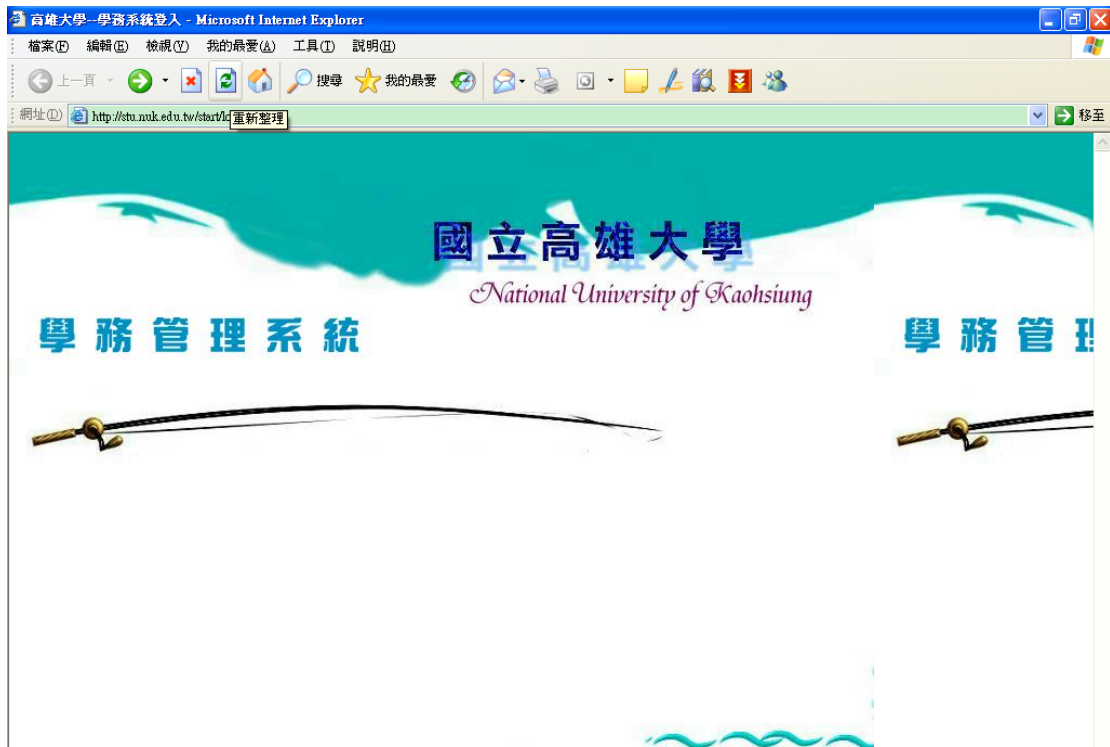 高雄大學--學務系統登入 - Microsoft Internet Explorer
檔案(F) 編輯(E) 檢視(V) 我的最愛(A) 工具(T) 說明(H)
上一頁 搜尋 我的最愛
網址(D) http://stu.nuk.edu.tw/start/lo 重新整理 移至
國立高雄大學
National University of Kaohsiung
學務管理系統 學務管